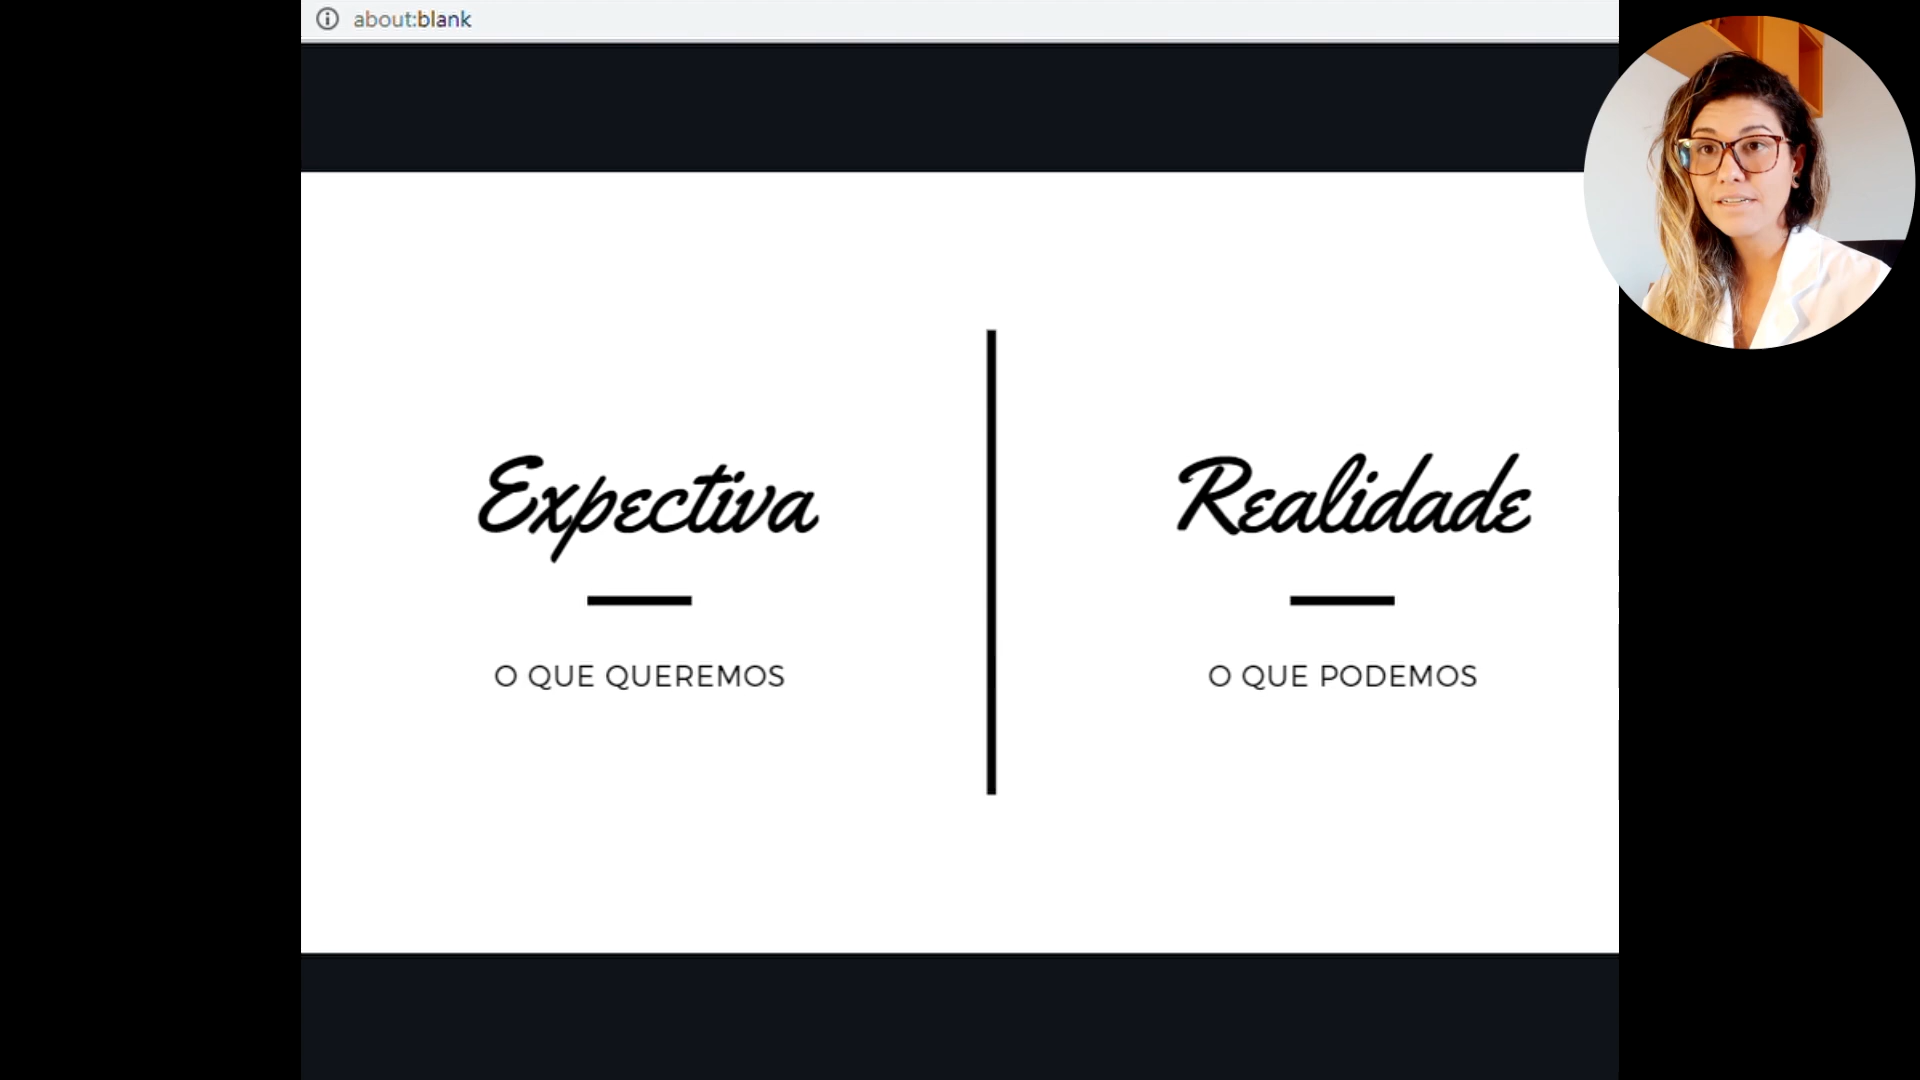 about:blank
Expectiva
O QUE QUEREMOS
Realidade
O QUE PODEMOS